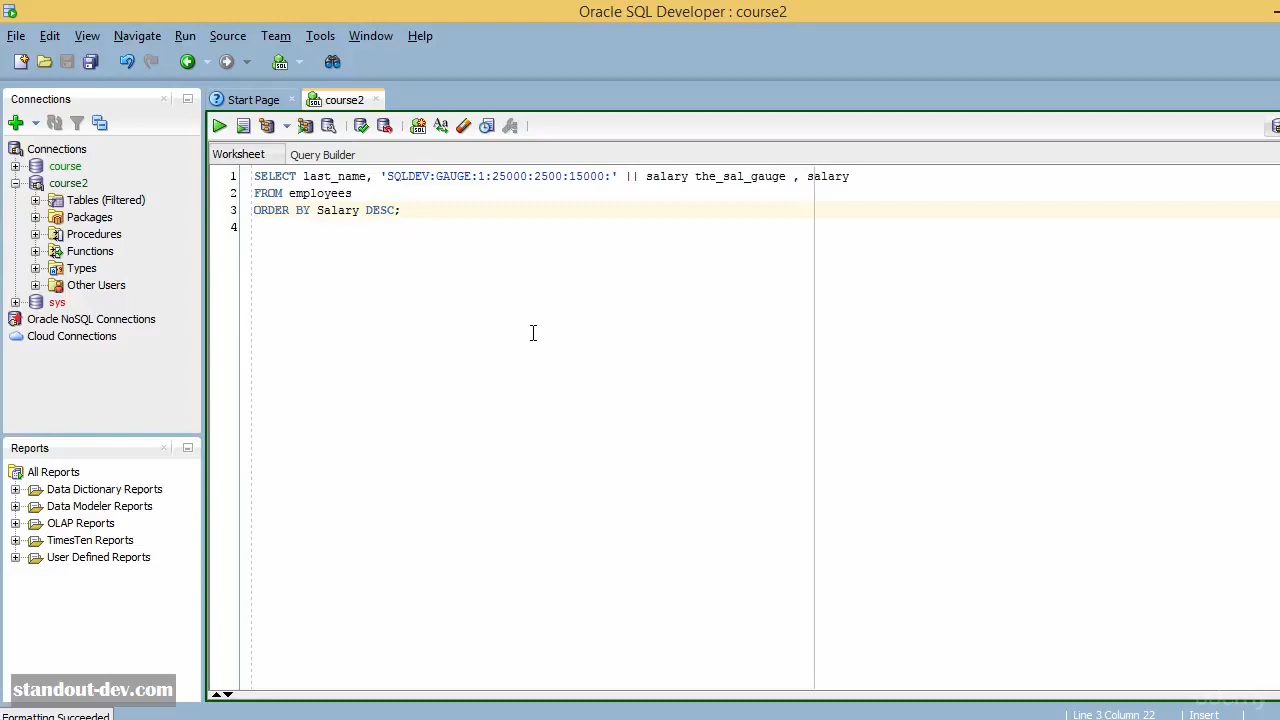 Oracle SQL Developer : course2
File Edit View Navigate Run Source Team Tools Window Help
Connections
Start Page
course2
Connections
course
course2
Tables (Filtered)
Packages
Procedures
Functions
Types
Other Users
sys
Oracle NoSQL Connections
Cloud Connections
Worksheet Query Builder
1 SELECT last_name, 'SQLDEV:GAUGE:1:25000:2500:15000:' || salary the_sal_gauge , salary
2 FROM employees
3 ORDER BY Salary DESC;
4
Reports
All Reports
Data Dictionary Reports
Data Modeler Reports
OLAP Reports
TimesTen Reports
User Defined Reports
standout-dev.com
Formatting Succeeded
Line 3 Column 22 Insert
udemy